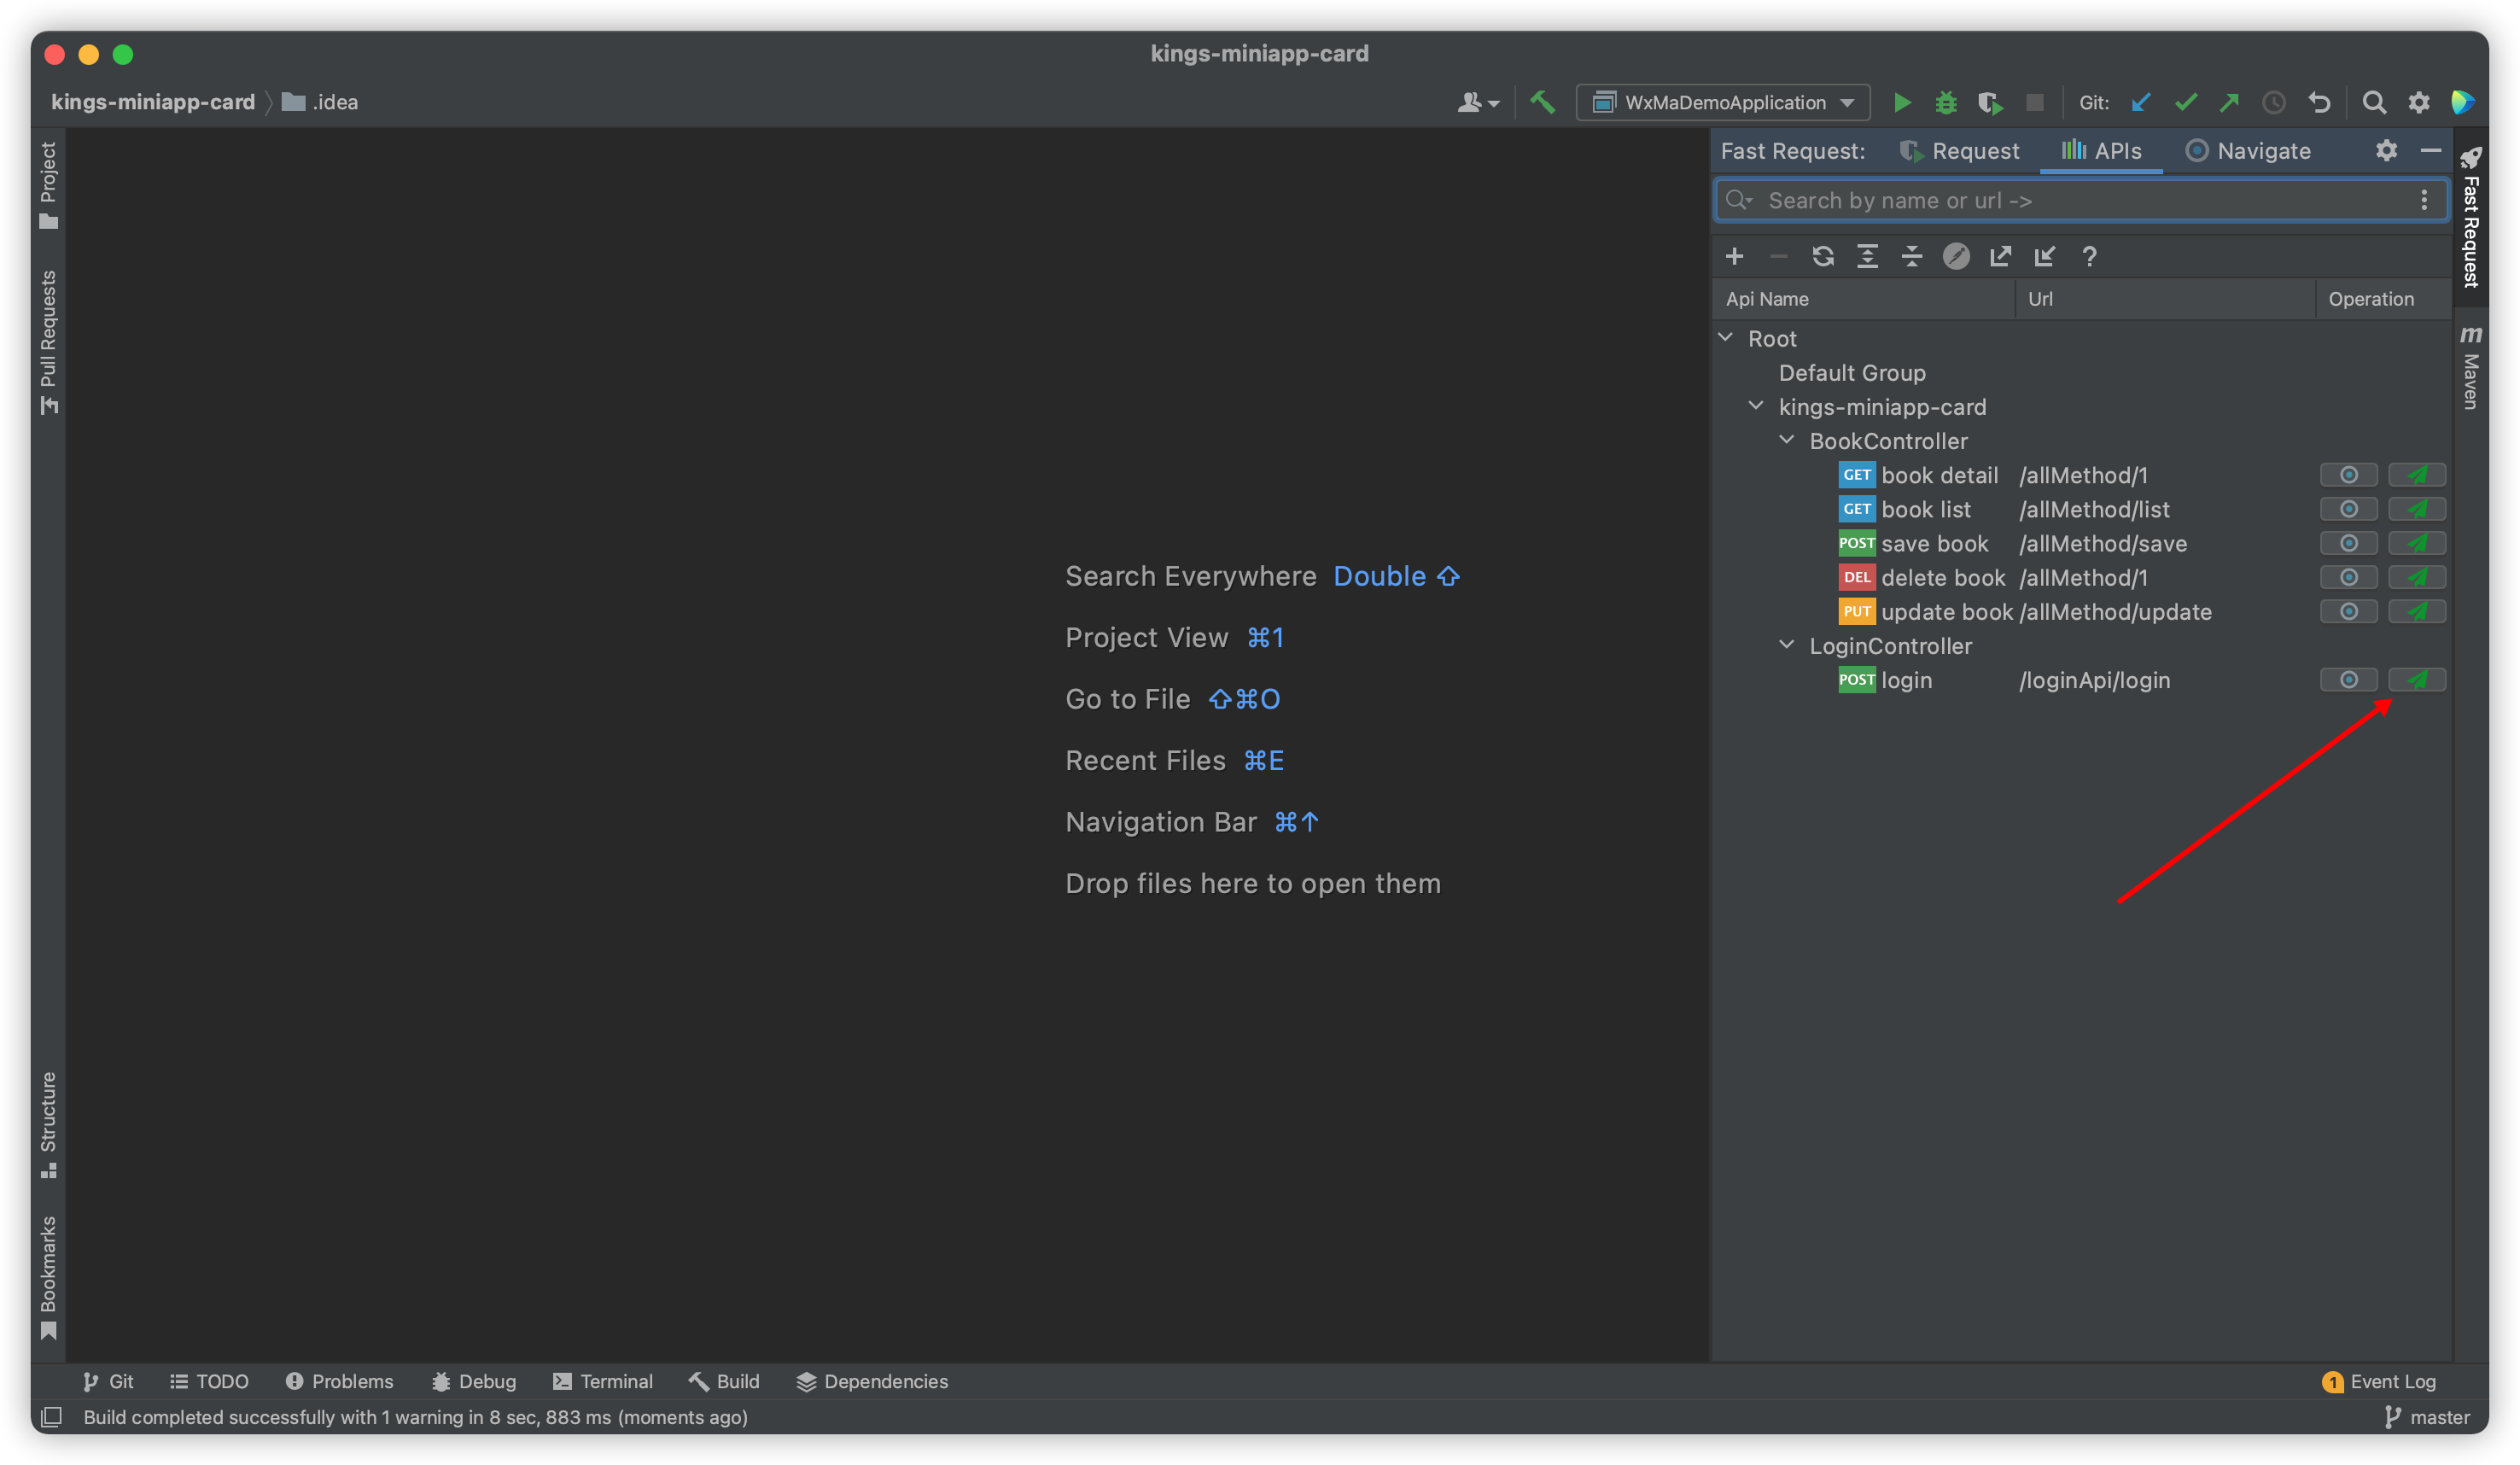 kings-miniapp-card
kings-miniapp-card .idea
WxMaDemoApplication
Git:
Project
Pull Requests
Structure
Bookmarks
Search Everywhere Double ⇧
Project View ⌘1
Go to File ⇧⌘O
Recent Files ⌘E
Navigation Bar ⌘↑
Drop files here to open them
Fast Request: Request APIs Navigate
Search by name or url ->
Api Name Url Operation
Root
Default Group
kings-miniapp-card
BookController
GET book detail /allMethod/1
GET book list /allMethod/list
POST save book /allMethod/save
DEL delete book /allMethod/1
PUT update book /allMethod/update
LoginController
POST login /loginApi/login
Fast Request
m Maven
Git TODO Problems Debug Terminal Build Dependencies
1 Event Log
Build completed successfully with 1 warning in 8 sec, 883 ms (moments ago)
master